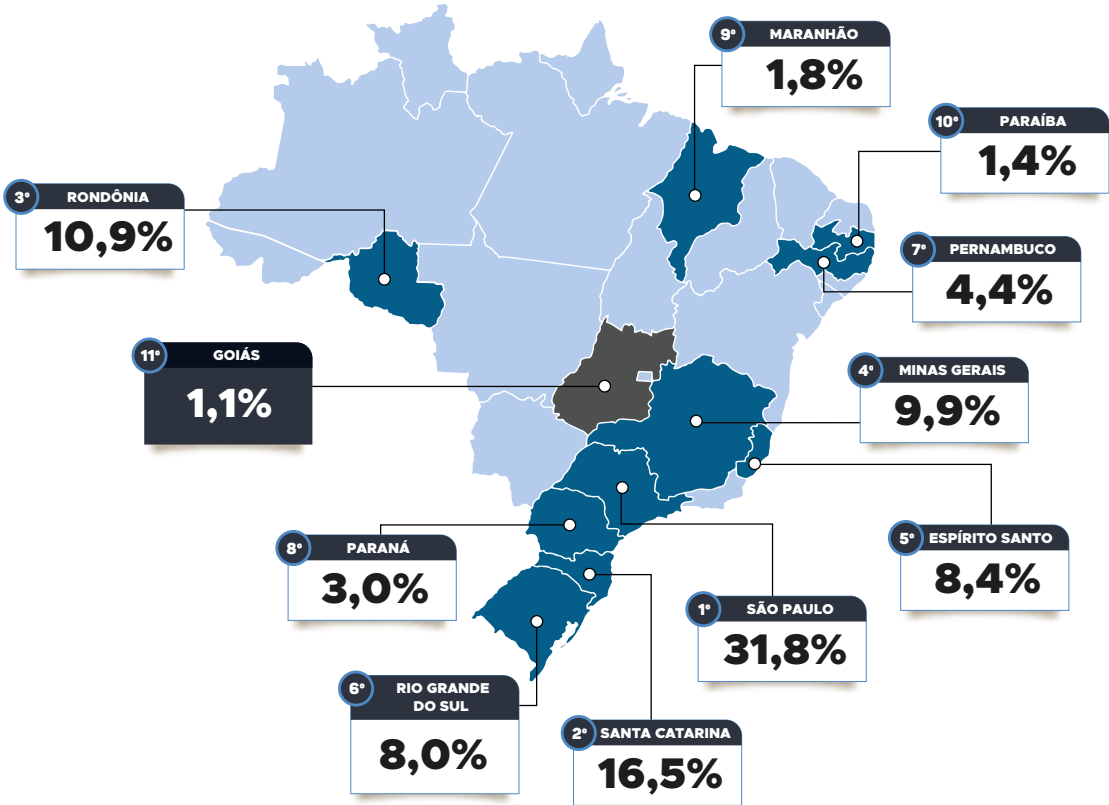 9º MARANHÃO
1,8%
10º PARAÍBA
1,4%
3º RONDÔNIA
10,9%
7º PERNAMBUCO
4,4%
11º GOIÁS
1,1%
4º MINAS GERAIS
9,9%
5º ESPÍRITO SANTO
8,4%
8º PARANÁ
3,0%
1º SÃO PAULO
31,8%
6º RIO GRANDE
DO SUL
8,0%
2º SANTA CATARINA
16,5%